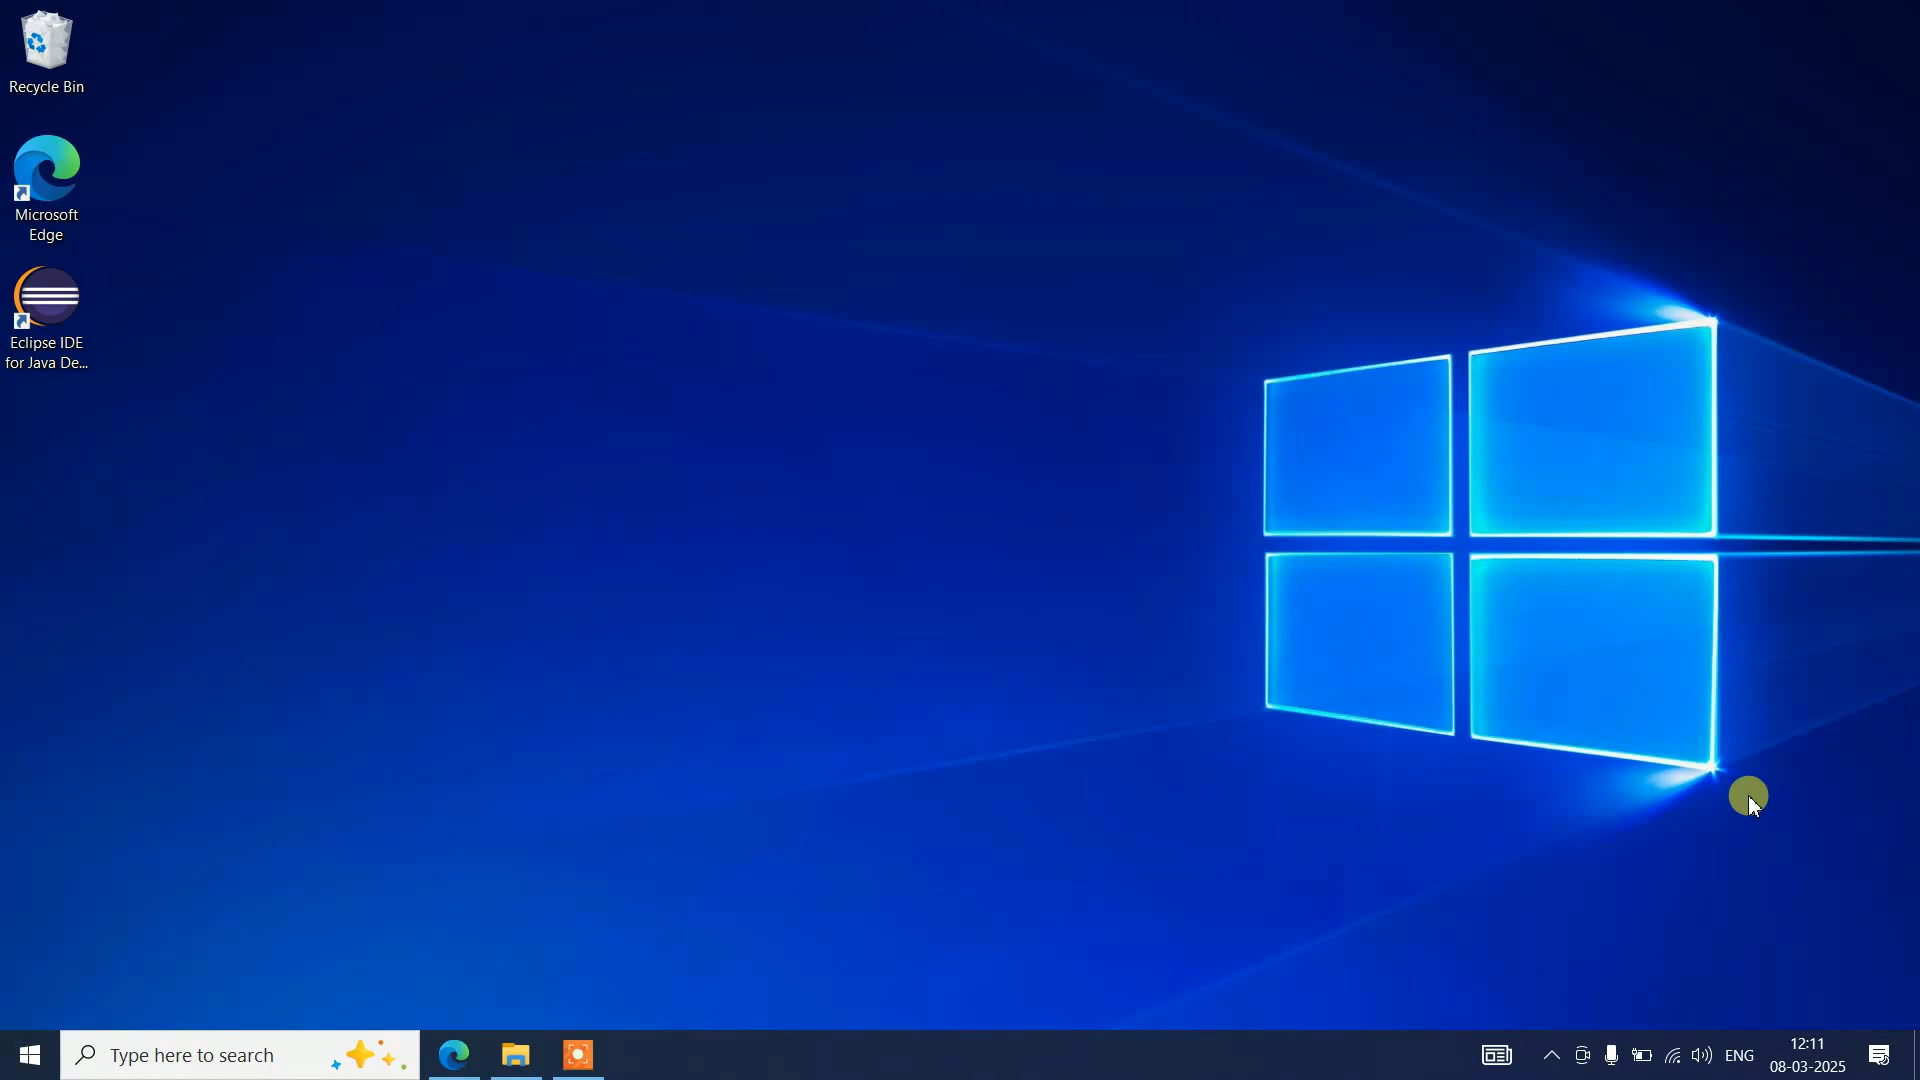 Recycle Bin
Microsoft
Edge
Eclipse IDE
for Java De...
Type here to search
ENG
12:11
08-03-2025